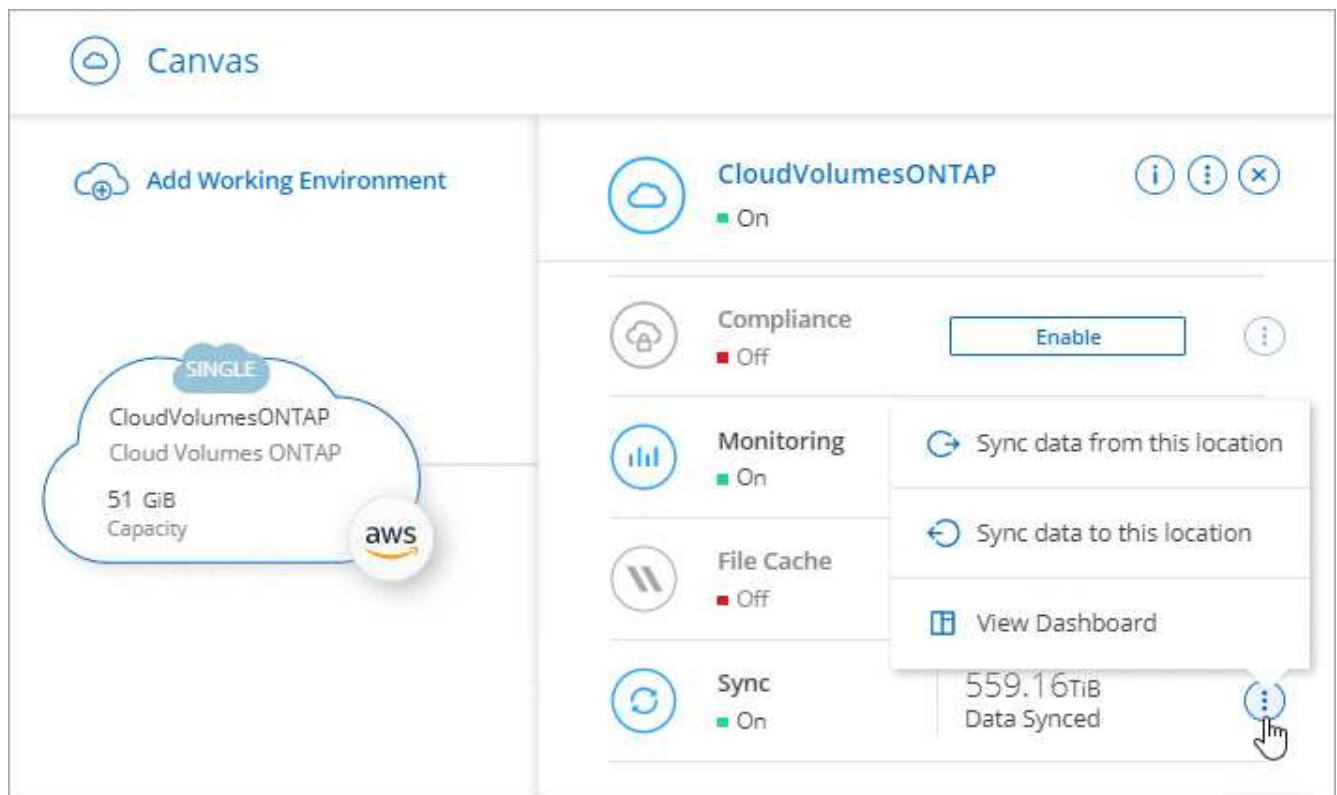 Canvas
Add Working Environment
SINGLE
CloudVolumesONTAP
Cloud Volumes ONTAP
51 GiB
Capacity
aws
CloudVolumesONTAP
On
Compliance
Off
Enable
Monitoring
On
File Cache
Off
Sync
On
Sync data from this location
Sync data to this location
View Dashboard
559.16TiB
Data Synced